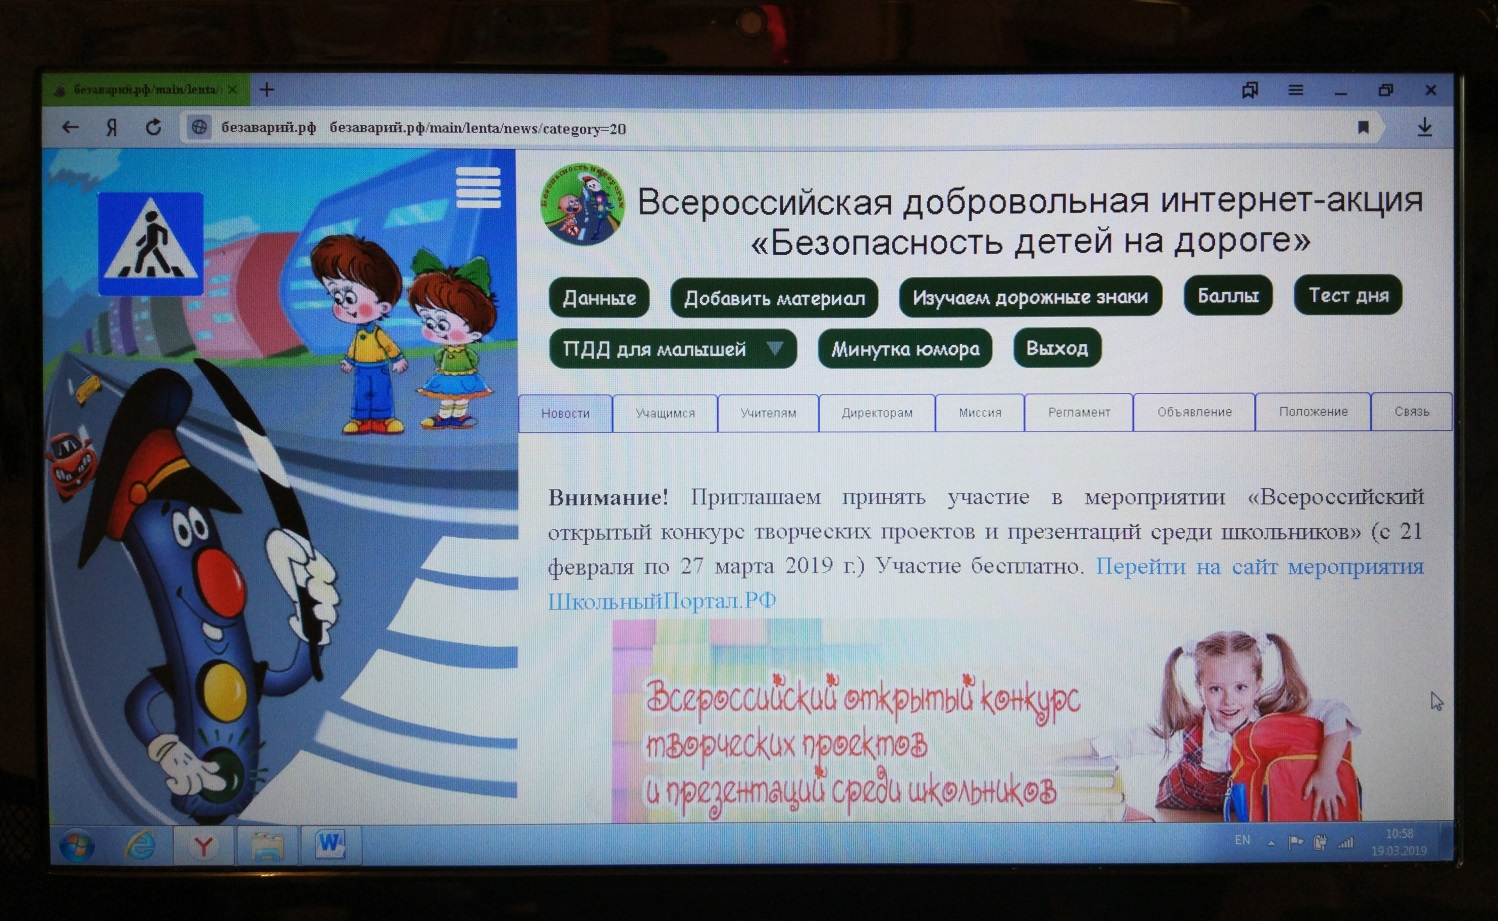 безаварий.рф/main/lenta/
Я
безаварий.рф безаварий.рф/main/lenta/news/category=20
Всероссийская добровольная интернет-акция
«Безопасность детей на дороге»
Данные Добавить материал Изучаем дорожные знаки Баллы Тест дня
ПДД для малышей Минутка юмора Выход
Новости Учащимся Учителям Директорам Миссия Регламент Объявление Положение Связь
Внимание! Приглашаем принять участие в мероприятии «Всероссийский
открытый конкурс творческих проектов и презентаций среди школьников» (с 21
февраля по 27 марта 2019 г.) Участие бесплатно. Перейти на сайт мероприятия
ШкольныйПортал.РФ
Всероссийский открытый конкурс
творческих проектов
и презентаций среди школьников
EN
10:58
19.03.2019